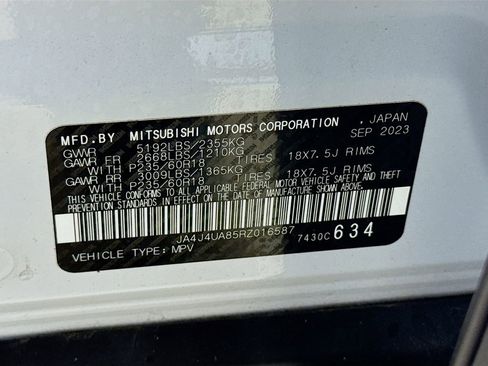 MFD.BY MITSUBISHI MOTORS CORPORATION , JAPAN
GWWR 5192LBS/2355KG SEP 2023
GAWR FR 2668LBS/1210KG TIRES
WITH P235/60R18 18X7.5J RIMS
GAWR RR 3009LBS/1365KG TIRES
WITH P235/60R18 18X7.5J RIMS
THIS VEHICLE CONFORMS TO ALL APPLICABLE FEDERAL MOTOR VEHICLE SAFETY AND THEFT
PREVENTION STANDARDS IN EFFECT ON THE DATE OF MANUFACTURE SHOWN ABOVE.
JA4J4UA85RZ016587 7430C 634
VEHICLE TYPE: MPV